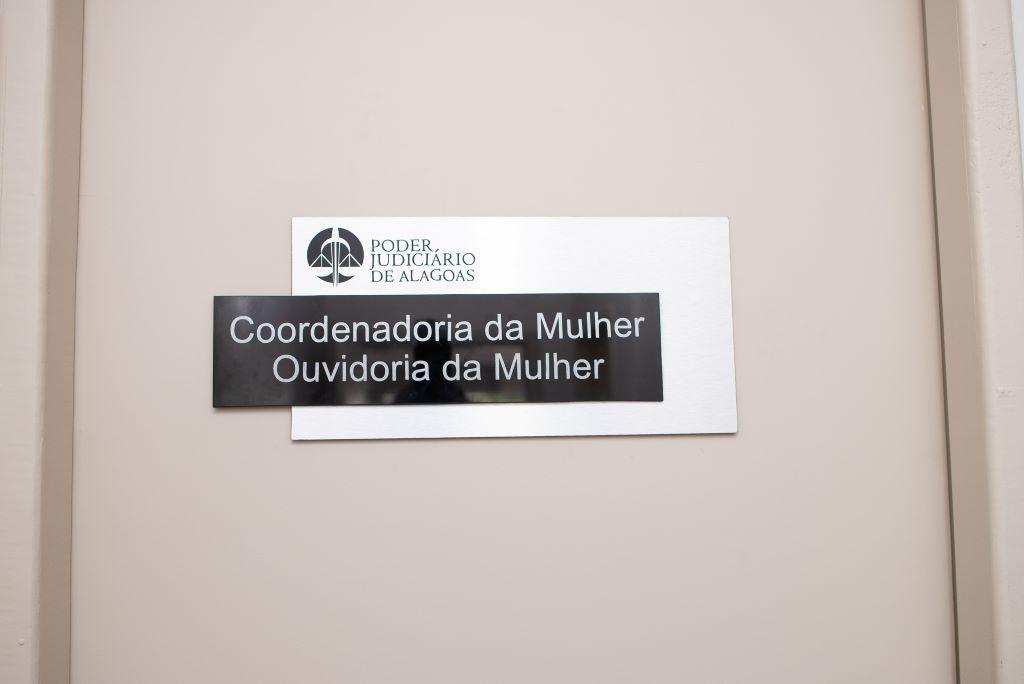 PODER
JUDICIÁRIO
DE ALAGOAS
Coordenadoria da Mulher
Ouvidoria da Mulher